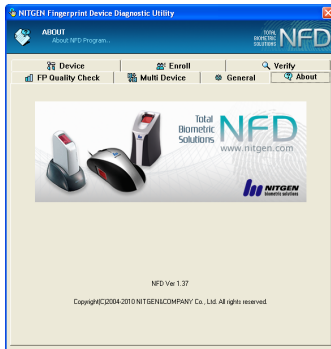 NITGEN Fingerprint Device Diagnostic Utility
ABOUT
About NFD Program...
TOTAL
BIOMETRIC
SOLUTIONS
NFD
Device
Enroll
Verify
FP Quality Check
Multi Device
General
About
Total
Biometric
Solutions
NFD
www.nitgen.com
NITGEN
biometric solutions
NFD Ver 1.37
Copyright(C)2004-2010 NITGEN&COMPANY Co., Ltd. All rights reserved.